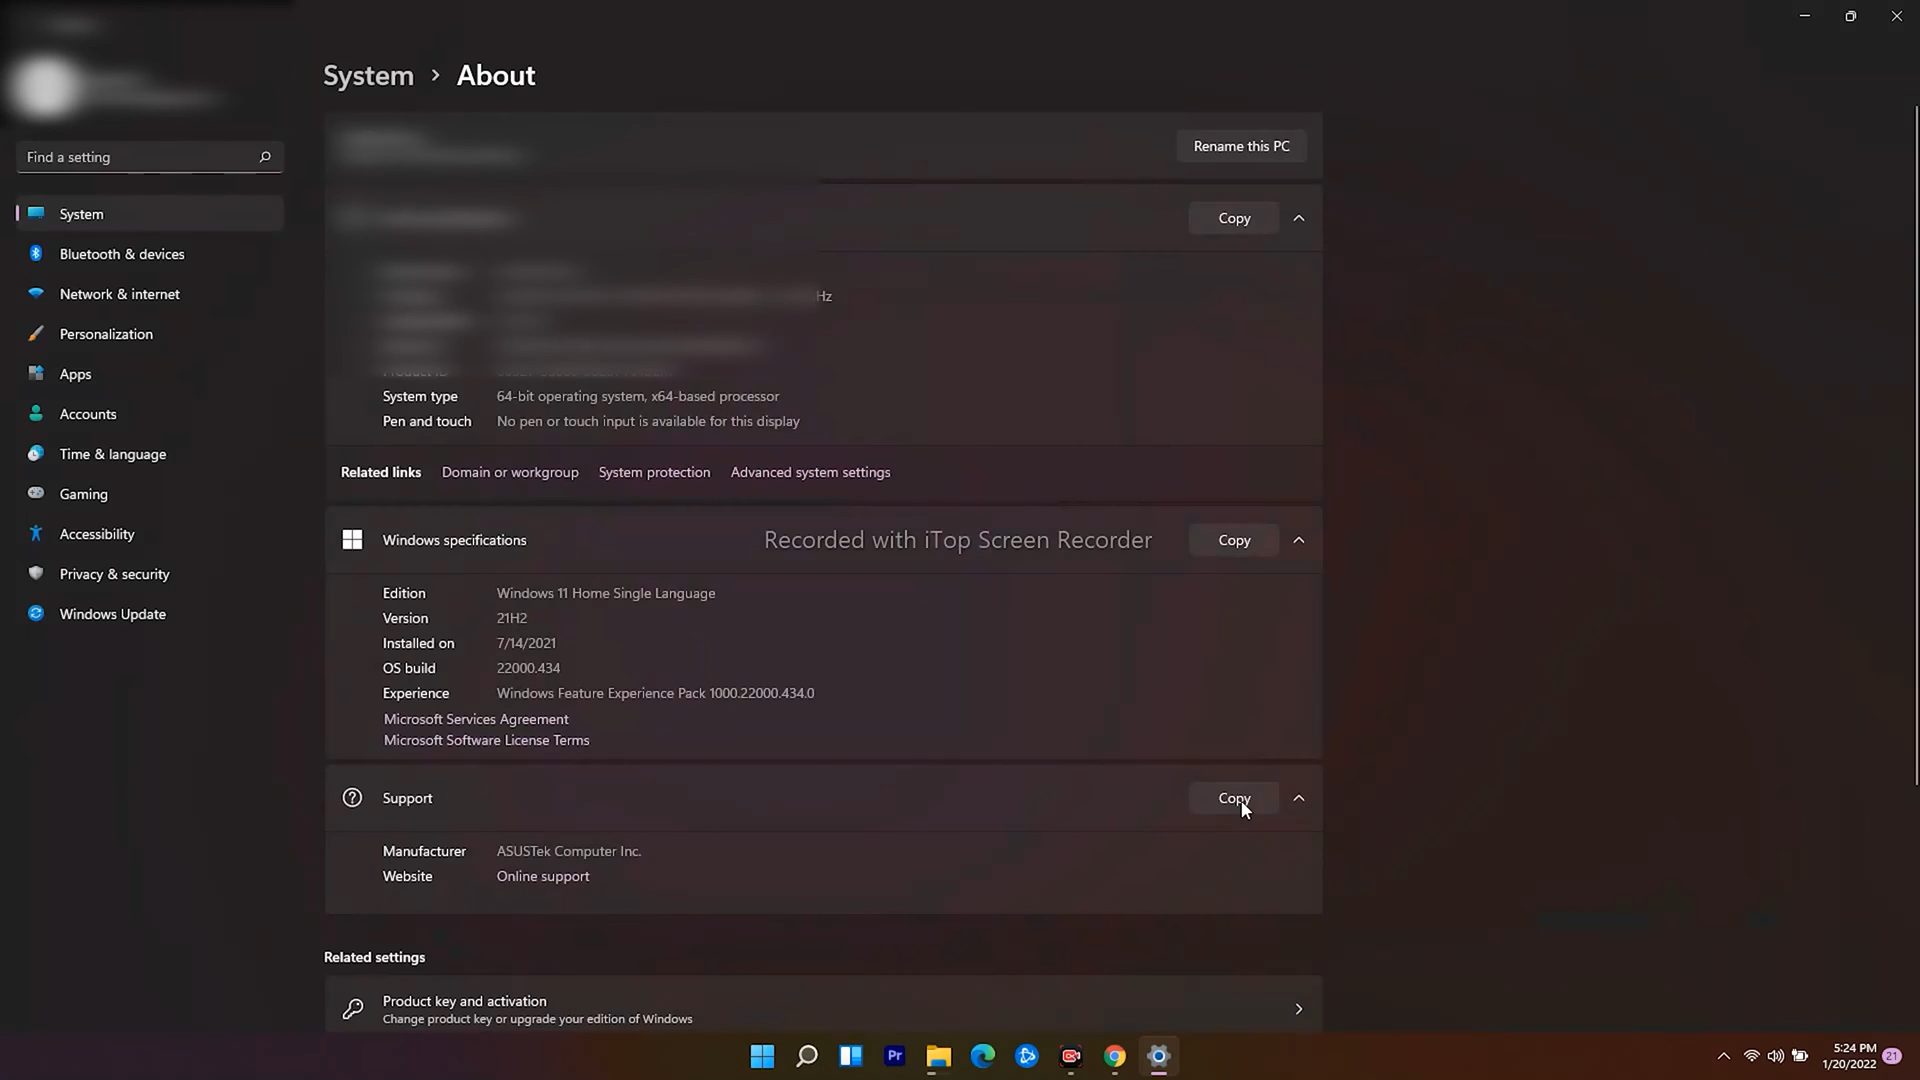 System > About
Rename this PC
Find a setting
System
Bluetooth & devices
Network & internet
Personalization
Apps
Accounts
Time & language
Gaming
Accessibility
Privacy & security
Windows Update
Copy
Hz
System type 64-bit operating system, x64-based processor
Pen and touch No pen or touch input is available for this display
Related links Domain or workgroup System protection Advanced system settings
Windows specifications Recorded with iTop Screen Recorder Copy
Edition Windows 11 Home Single Language
Version 21H2
Installed on 7/14/2021
OS build 22000.434
Experience Windows Feature Experience Pack 1000.22000.434.0
Microsoft Services Agreement
Microsoft Software License Terms
Support Copy
Manufacturer ASUSTek Computer Inc.
Website Online support
Related settings
Product key and activation
Change product key or upgrade your edition of Windows
Pr
5:24 PM
1/20/2022 21